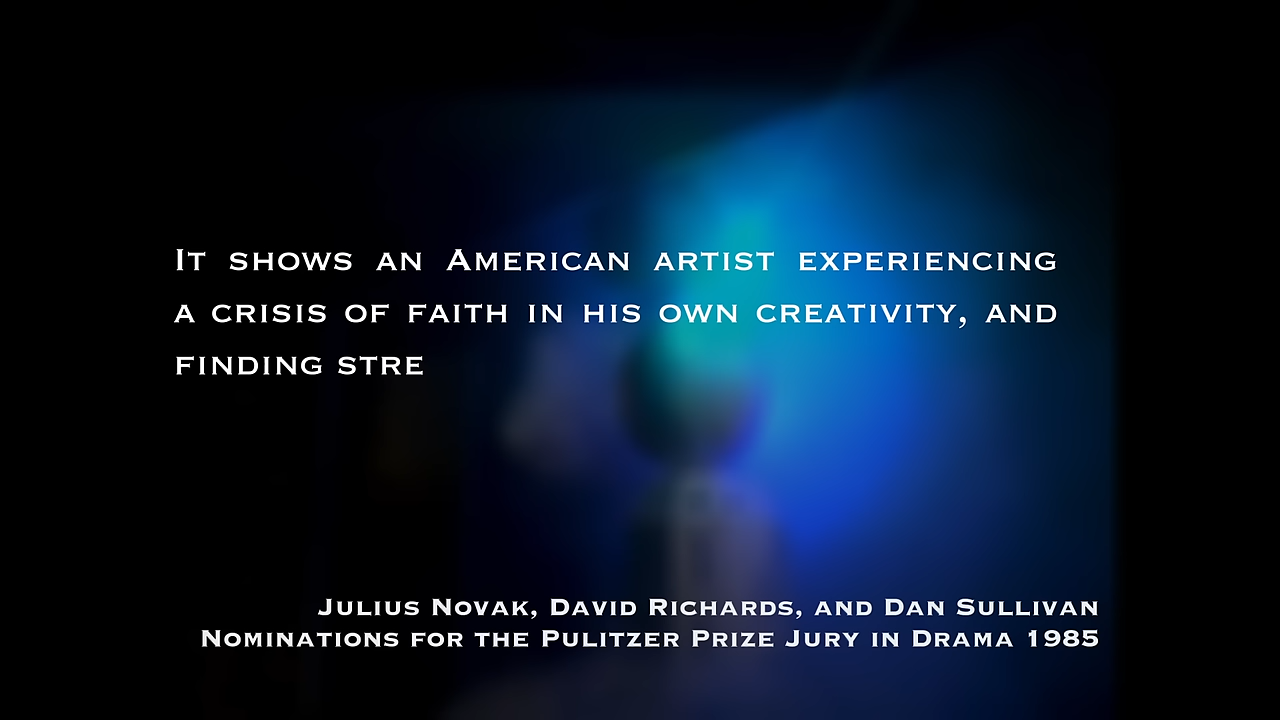 It shows an American artist experiencing
a crisis of faith in his own creativity, and
finding stre
Julius Novak, David Richards, and Dan Sullivan
Nominations for the Pulitzer Prize Jury in Drama 1985